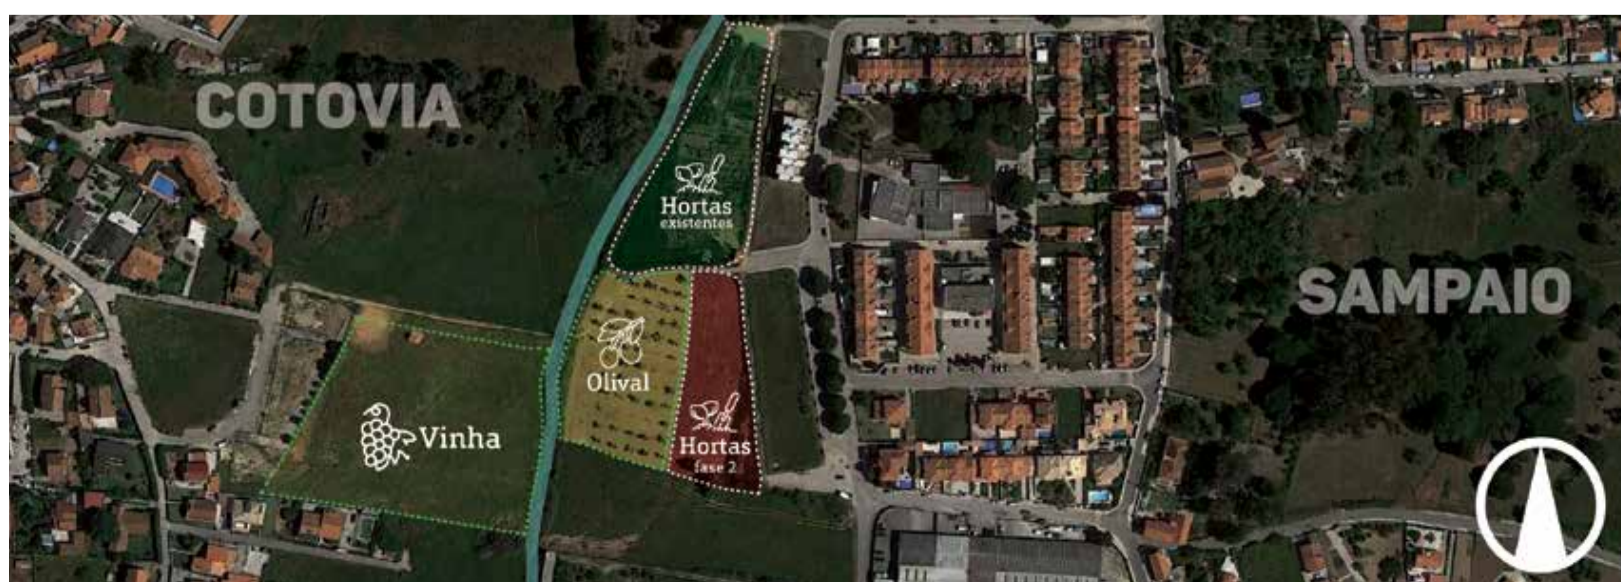 COTOVIA
Hortas
existentes
SAMPAIO
Olival
Vinha
Hortas
fase 2